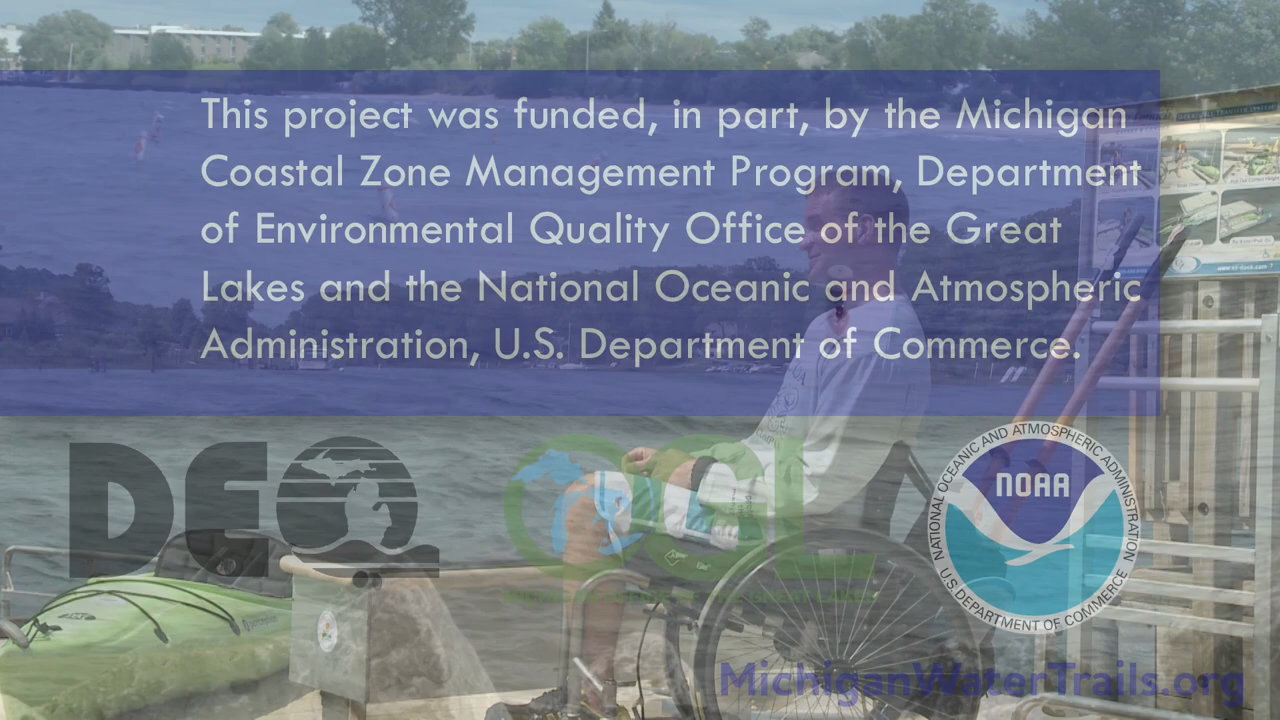 This project was funded, in part, by the Michigan
Coastal Zone Management Program, Department
of Environmental Quality Office of the Great
Lakes and the National Oceanic and Atmospheric
Administration, U.S. Department of Commerce.
DEQ
OGL
NOAA
NATIONAL OCEANIC AND ATMOSPHERIC ADMINISTRATION
U.S. DEPARTMENT OF COMMERCE
MichiganWaterTrails.org